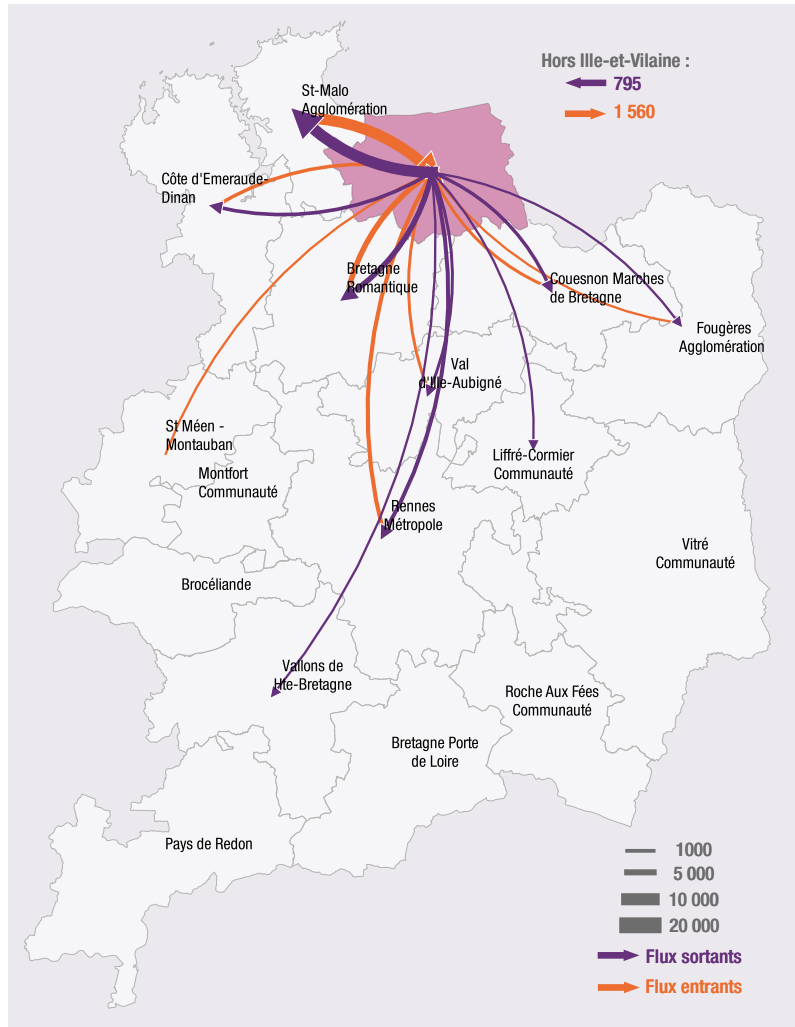 Hors Ille-et-Vilaine :
795
1 560
St-Malo
Agglomération
Côte d'Emeraude-
Dinan
Bretagne
Romantique
Couesnon Marches
de Bretagne
Fougères
Agglomération
Val
d'Ille-Aubigné
St Méen -
Montauban
Montfort
Communauté
Liffré-Cormier
Communauté
Rennes
Métropole
Vitré
Communauté
Brocéliande
Vallons de
Hte-Bretagne
Roche Aux Fées
Communauté
Bretagne Porte
de Loire
Pays de Redon
1000
5 000
10 000
20 000
Flux sortants
Flux entrants